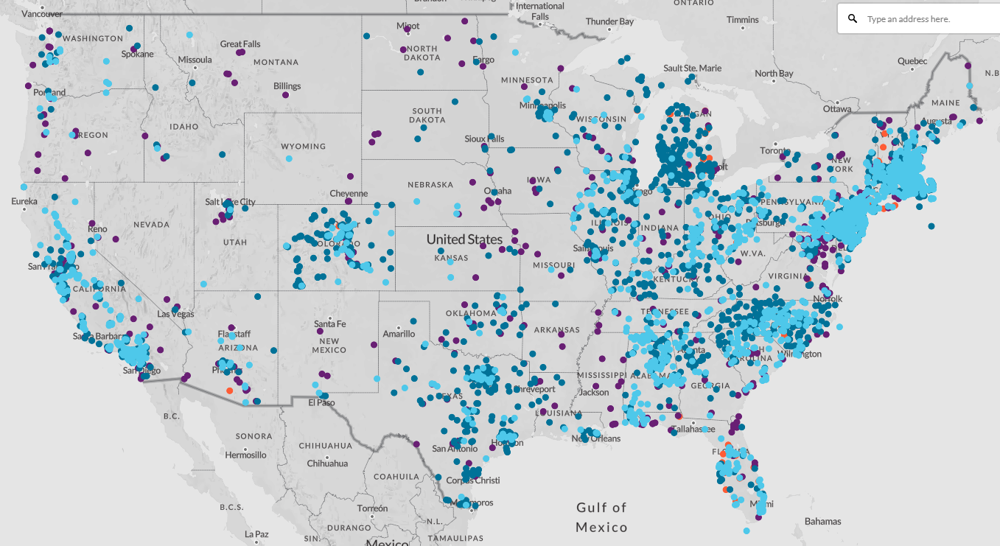 International
Falls
ONTARIO
Vancouver
Thunder Bay
Timmins
Type an address here.
Minot
WASHINGTON
Spokane
Great Falls
Missoula
MONTANA
NORTH
DAKOTA
Fargo
Quebec
Sault Ste. Marie
North Bay
N.B
MINNESOTA
Billings
MAINE
Ottawa
Augusta
SOUTH
DAKOTA
WISCONSIN
IDAHO
Sioux Falls
WYOMING
Toronto
NEW
NEBRASKA
IOWA
Omaha
Cheyenne
Eureka
Salt Lake City
PENNSYLVANIA
NEVADA
Reno
UTAH
COLORADO
ILLINOIS
INDIANA
OHIO
Pittsburgh
United States
KANSAS
MISSOURI
W.VA.
VIRGINIA
KENTUCKY
CALIFORNIA
Norfolk
Las Vegas
OKLAHOMA
TENNESSEE
Santa Fe
Amarillo
ARKANSAS
Santa Barbara
Flagstaff
ARIZONA
NEW
MEXICO
Wilmington
San Diego
MISSISSIPPI
ALABAMA
GEORGIA
Jackson
El Paso
LOUISIANA
B.C.
Tallahassee
SONORA
CHIHUAHUA
San Antonio
Houston
New Orleans
Hermosillo
Chihuahua
COAHUILA
Corpus Christi
B.C.S.
Torreón
Miami
Gulf of
Mexico
Bahamas
N.L.
DURANGO
La Paz
SIN.
TAMAULIPAS
Mexico